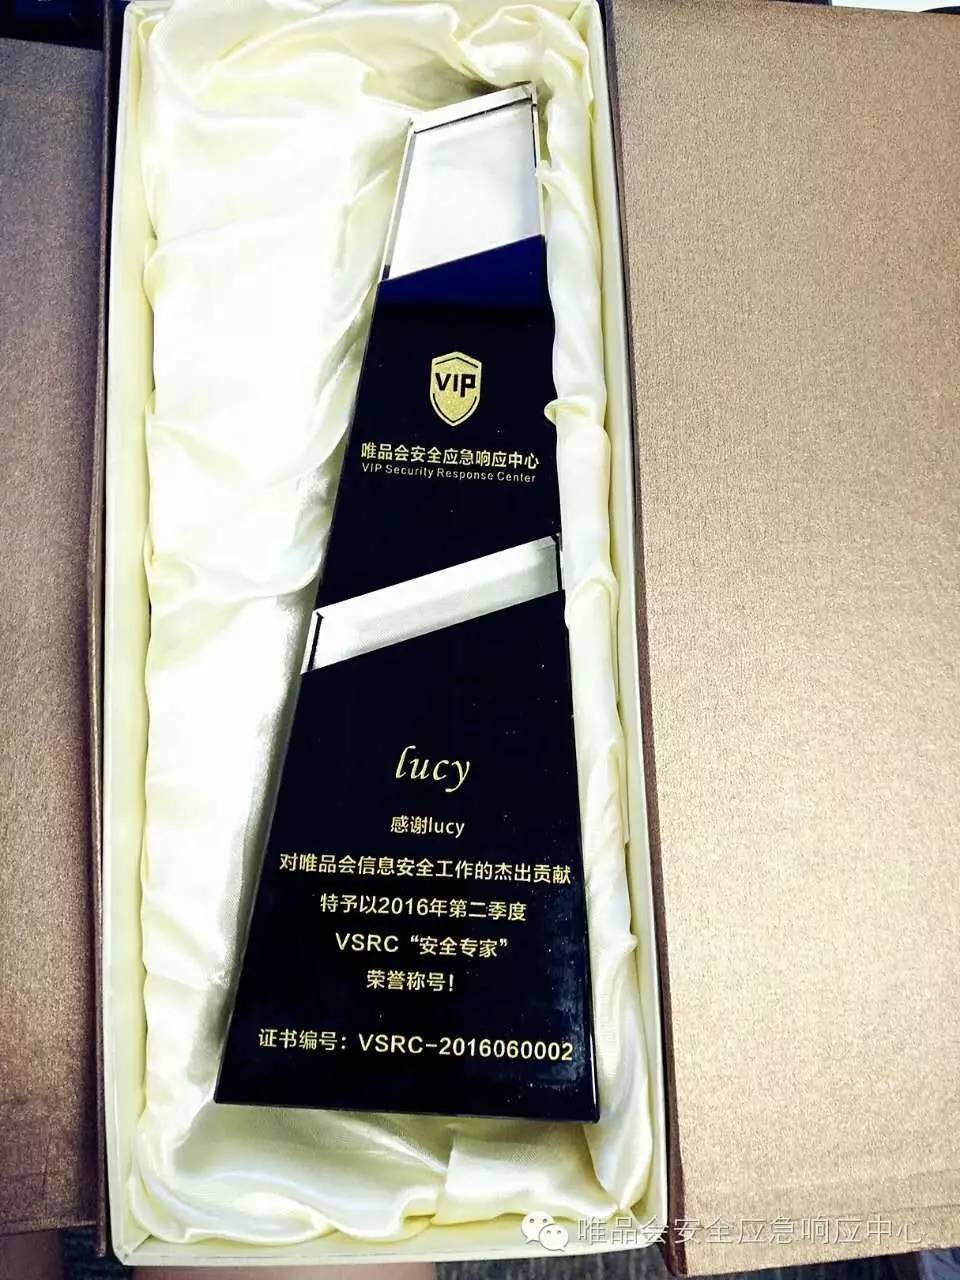 VIP
唯品会安全应急响应中心
VIP Security Response Center
lucy
感谢lucy
对唯品会信息安全工作的杰出贡献
特予以2016年第二季度
VSRC“安全专家”
荣誉称号!
证书编号: VSRC-2016060002
唯品会安全应急响应中心